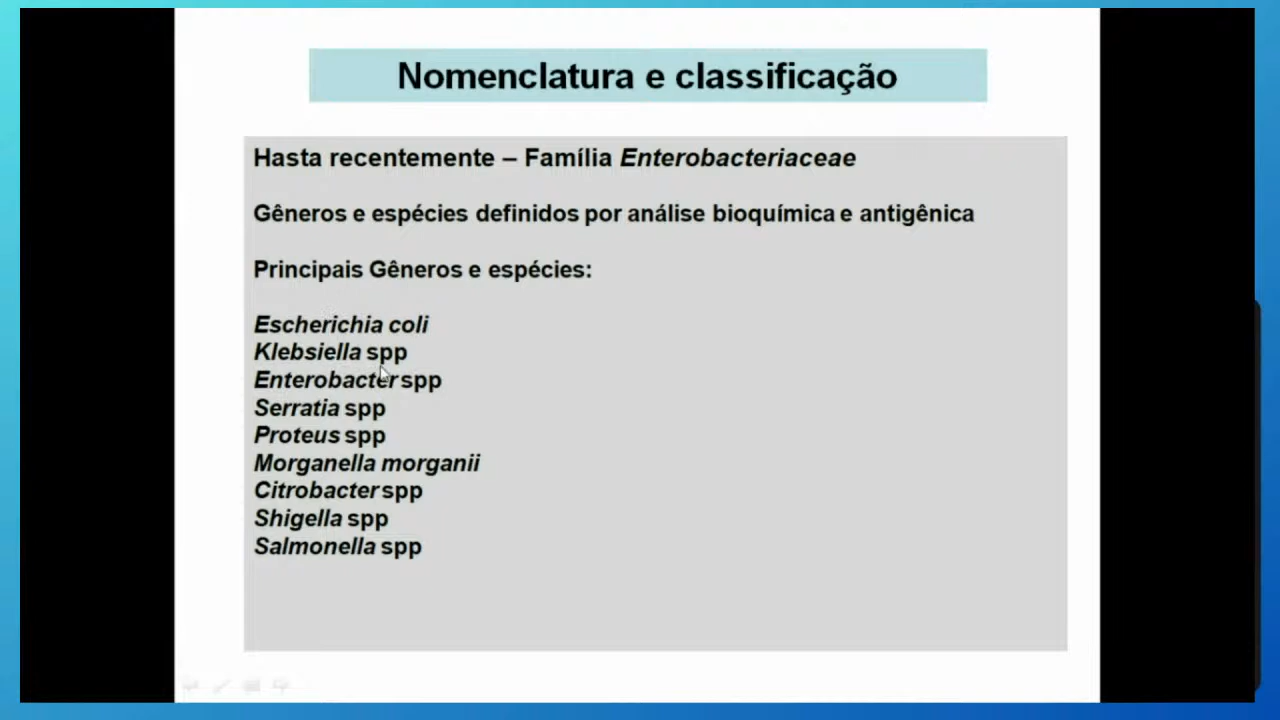 Nomenclatura e classificação
Hasta recentemente – Família Enterobacteriaceae
Gêneros e espécies definidos por análise bioquímica e antigênica
Principais Gêneros e espécies:
Escherichia coli
Klebsiella spp
Enterobacter spp
Serratia spp
Proteus spp
Morganella morganii
Citrobacter spp
Shigella spp
Salmonella spp